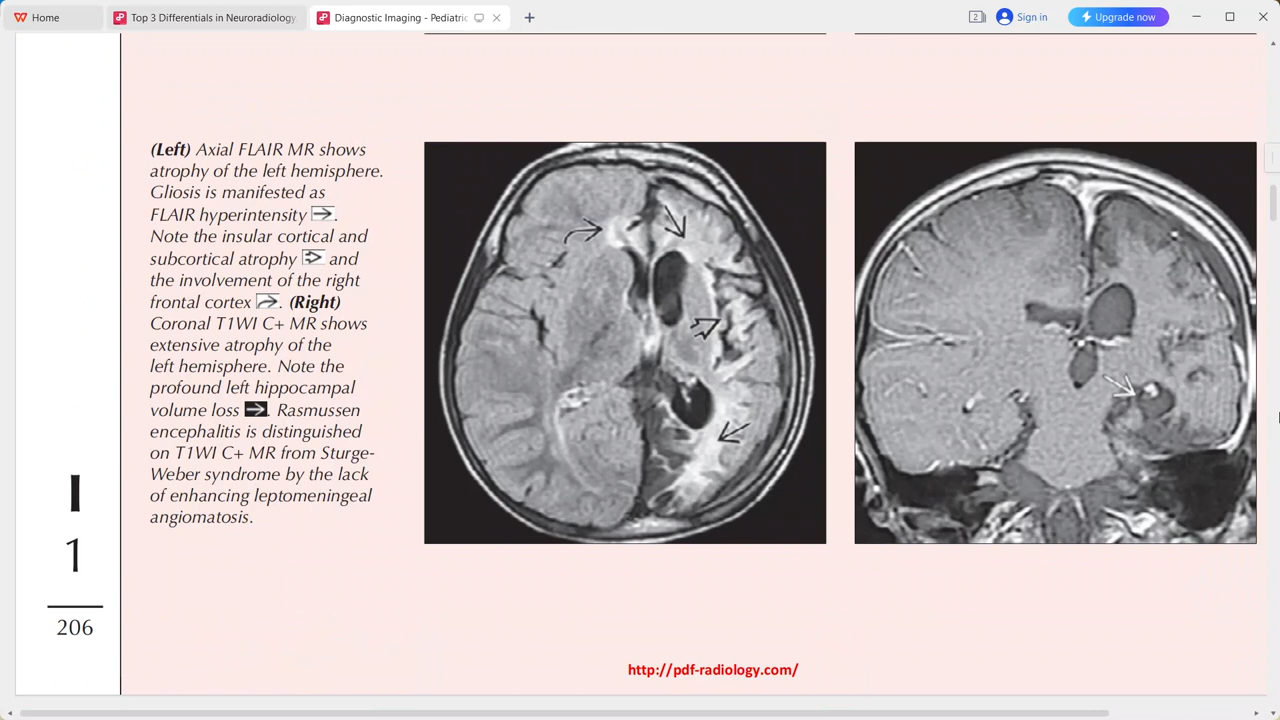 Home
Top 3 Differentials in Neuroradiology.
Diagnostic Imaging - Pediatric
2
Sign in
Upgrade now
(Left) Axial FLAIR MR shows
atrophy of the left hemisphere.
Gliosis is manifested as
FLAIR hyperintensity.
Note the insular cortical and
subcortical atrophy and
the involvement of the right
frontal cortex. (Right)
Coronal T1WI C+ MR shows
extensive atrophy of the
left hemisphere. Note the
profound left hippocampal
volume loss. Rasmussen
encephalitis is distinguished
on T1WI C+ MR from Sturge-
Weber syndrome by the lack
of enhancing leptomeningeal
angiomatosis.
I
1
206
http://pdf-radiology.com/